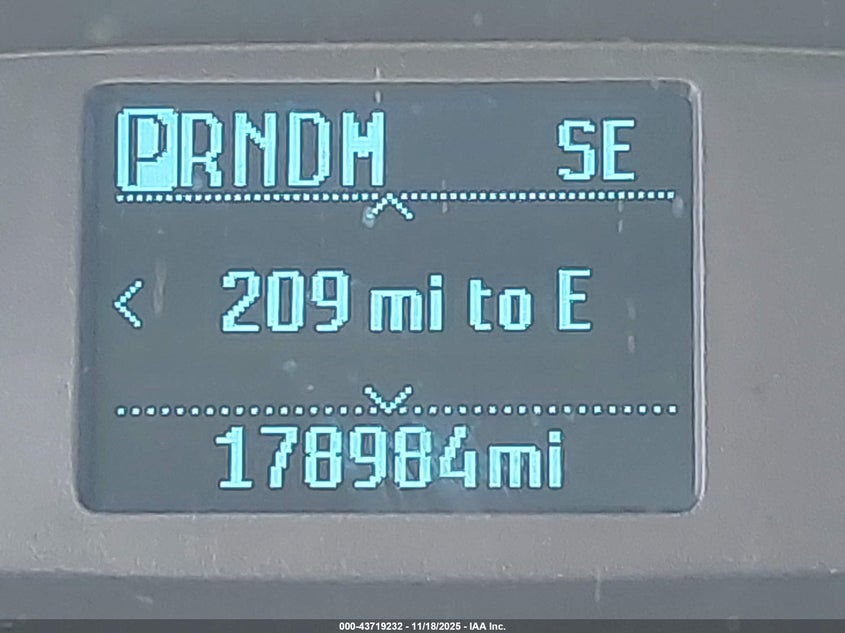 PRNDM SE
< 209 mi to E
178984mi
000-43719232 - 11/18/2025 - IAA Inc.